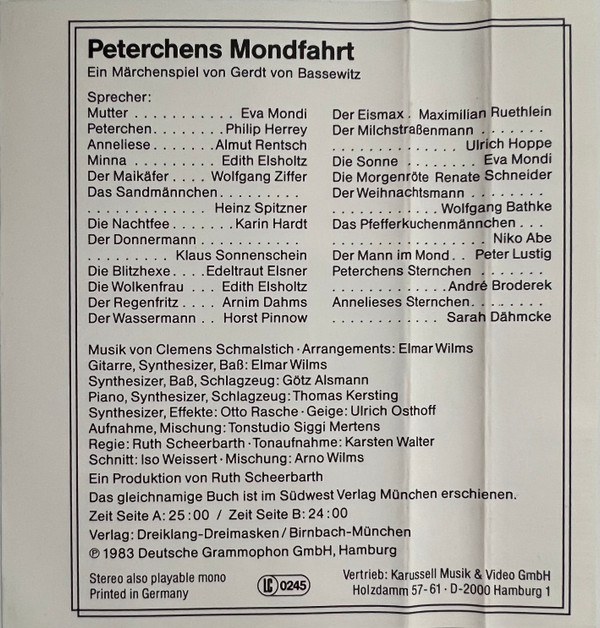 Peterchens Mondfahrt
Ein Märchenspiel von Gerdt von Bassewitz
Sprecher:
Mutter . . . . . . . . . . . Eva Mondi
Peterchen. . . . . . . . . Philip Herrey
Anneliese . . . . . . . Almut Rentsch
Minna . . . . . . . . . . Edith Elsholtz
Der Maikäfer . . . . Wolfgang Ziffer
Das Sandmännchen. . . . . . . . .
. . . . . . . . . . . . . Heinz Spitzner
Die Nachtfee . . . . . . . Karin Hardt
Der Donnermann . . . . . . . . . . .
. . . . . . . . . Klaus Sonnenschein
Die Blitzhexe. . . . Edeltraut Elsner
Die Wolkenfrau . . . Edith Elsholtz
Der Regenfritz . . . . Arnim Dahms
Der Wassermann . . Horst Pinnow
Der Eismax . Maximilian Ruethlein
Der Milchstraßenmann . . . . . . .
. . . . . . . . . . . . . Ulrich Hoppe
Die Sonne . . . . . . . . Eva Mondi
Die Morgenröte Renate Schneider
Der Weihnachtsmann . . . . . . . .
. . . . . . . . . . . Wolfgang Bathke
Das Pfefferkuchenmännchen . . .
. . . . . . . . . . . . . . . . Niko Abe
Der Mann im Mond . . Peter Lustig
Peterchens Sternchen . . . . . . .
. . . . . . . . . . . . André Broderek
Annelieses Sternchen. . . . . . . .
. . . . . . . . . . . . Sarah Dähmcke
Musik von Clemens Schmalstich · Arrangements: Elmar Wilms
Gitarre, Synthesizer, Baß: Elmar Wilms
Synthesizer, Baß, Schlagzeug: Götz Alsmann
Piano, Synthesizer, Schlagzeug: Thomas Kersting
Synthesizer, Effekte: Otto Rasche · Geige: Ulrich Osthoff
Aufnahme, Mischung: Tonstudio Siggi Mertens
Regie: Ruth Scheerbarth · Tonaufnahme: Karsten Walter
Schnitt: Iso Weissert · Mischung: Arno Wilms
Ein Produktion von Ruth Scheerbarth
Das gleichnamige Buch ist im Südwest Verlag München erschienen.
Zeit Seite A: 25:00 / Zeit Seite B: 24:00
Verlag: Dreiklang-Dreimasken / Birnbach-München
℗ 1983 Deutsche Grammophon GmbH, Hamburg
Stereo also playable mono
Printed in Germany
LC 0245
Vertrieb: Karussell Musik & Video GmbH
Holzdamm 57-61 · D-2000 Hamburg 1